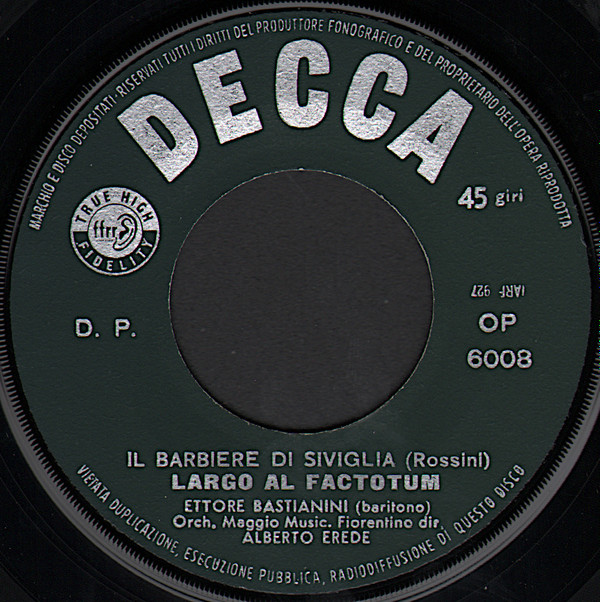 MARCHIO E DISCO DEPOSITATI - RISERVATI TUTTI I DIRITTI DEL PRODUTTORE FONOGRAFICO E DEL PROPRIETARIO DELL'OPERA RIPRODOTTA
DECCA
45 giri
TRUE HIGH
ffrr
FIDELITY
IARF 927
D. P.
OP
6008
IL BARBIERE DI SIVIGLIA (Rossini)
LARGO AL FACTOTUM
ETTORE BASTIANINI (baritono)
Orch. Maggio Music. Fiorentino dir.
ALBERTO EREDE
VIETATA DUPLICAZIONE, ESECUZIONE PUBBLICA, RADIODIFFUSIONE DI QUESTO DISCO